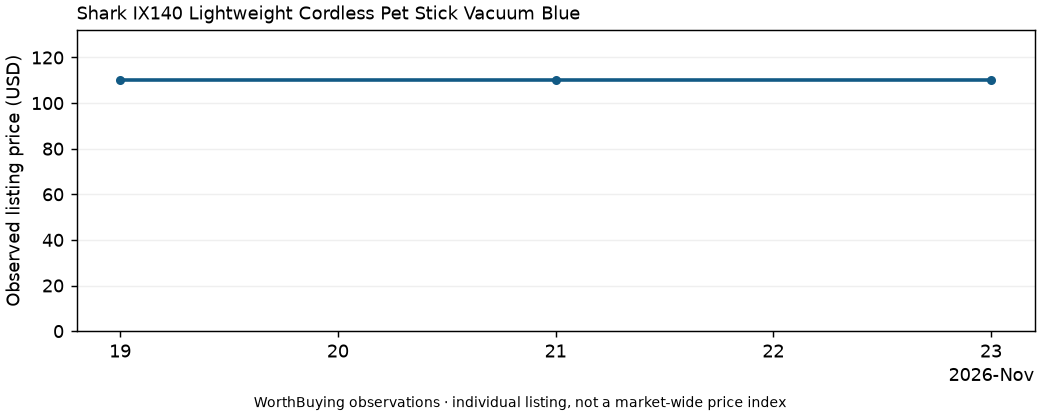 Shark IX140 Lightweight Cordless Pet Stick Vacuum Blue
Observed listing price (USD)
120
100
80
60
40
20
0
19 20 21 22 23
2026-Nov
WorthBuying observations · individual listing, not a market-wide price index